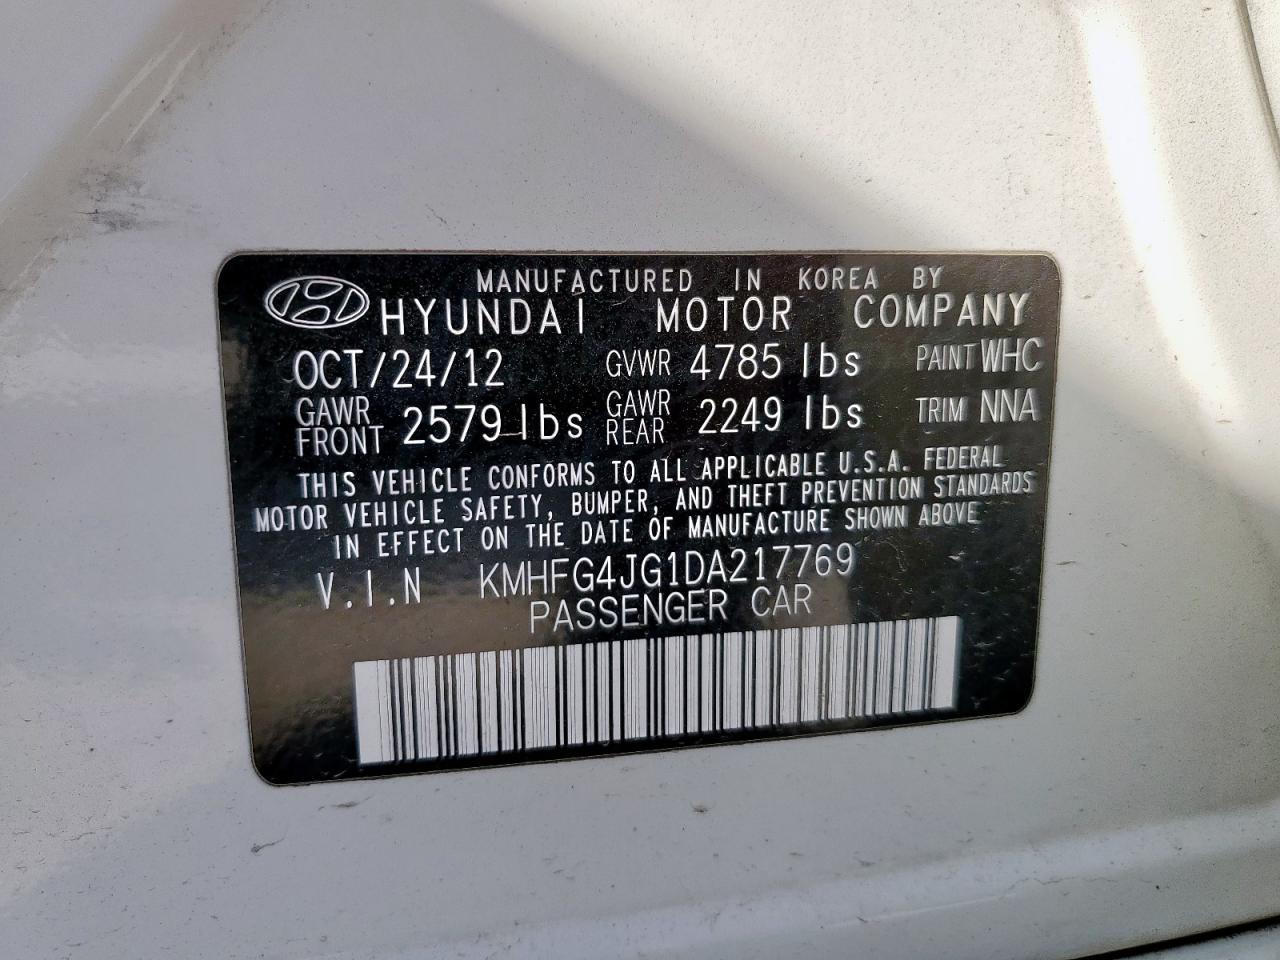 MANUFACTURED IN KOREA BY
HYUNDAI MOTOR COMPANY
OCT/24/12 GVWR 4785 lbs PAINT WHC
GAWR FRONT 2579 lbs GAWR REAR 2249 lbs TRIM NNA
THIS VEHICLE CONFORMS TO ALL APPLICABLE U.S.A. FEDERAL
MOTOR VEHICLE SAFETY, BUMPER, AND THEFT PREVENTION STANDARDS
IN EFFECT ON THE DATE OF MANUFACTURE SHOWN ABOVE
V.I.N KMHFG4JG1DA217769
PASSENGER CAR